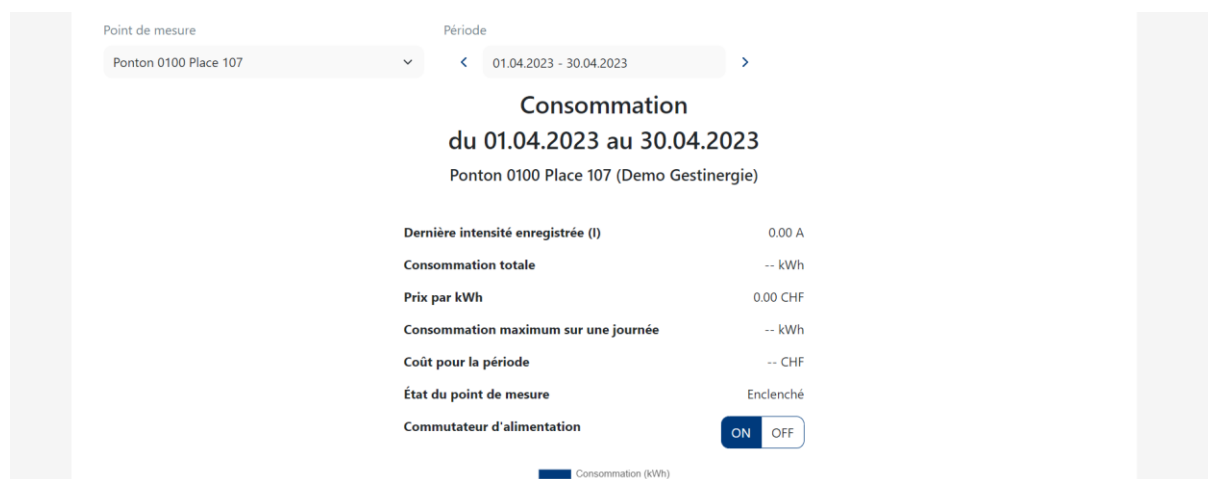 Point de mesure
Période
Ponton 0100 Place 107
01.04.2023 - 30.04.2023
Consommation
du 01.04.2023 au 30.04.2023
Ponton 0100 Place 107 (Demo Gestinergie)
Dernière intensité enregistrée (I) 0.00 A
Consommation totale -- kWh
Prix par kWh 0.00 CHF
Consommation maximum sur une journée -- kWh
Coût pour la période -- CHF
État du point de mesure Enclenché
Commutateur d'alimentation ON OFF
Consommation (kWh)